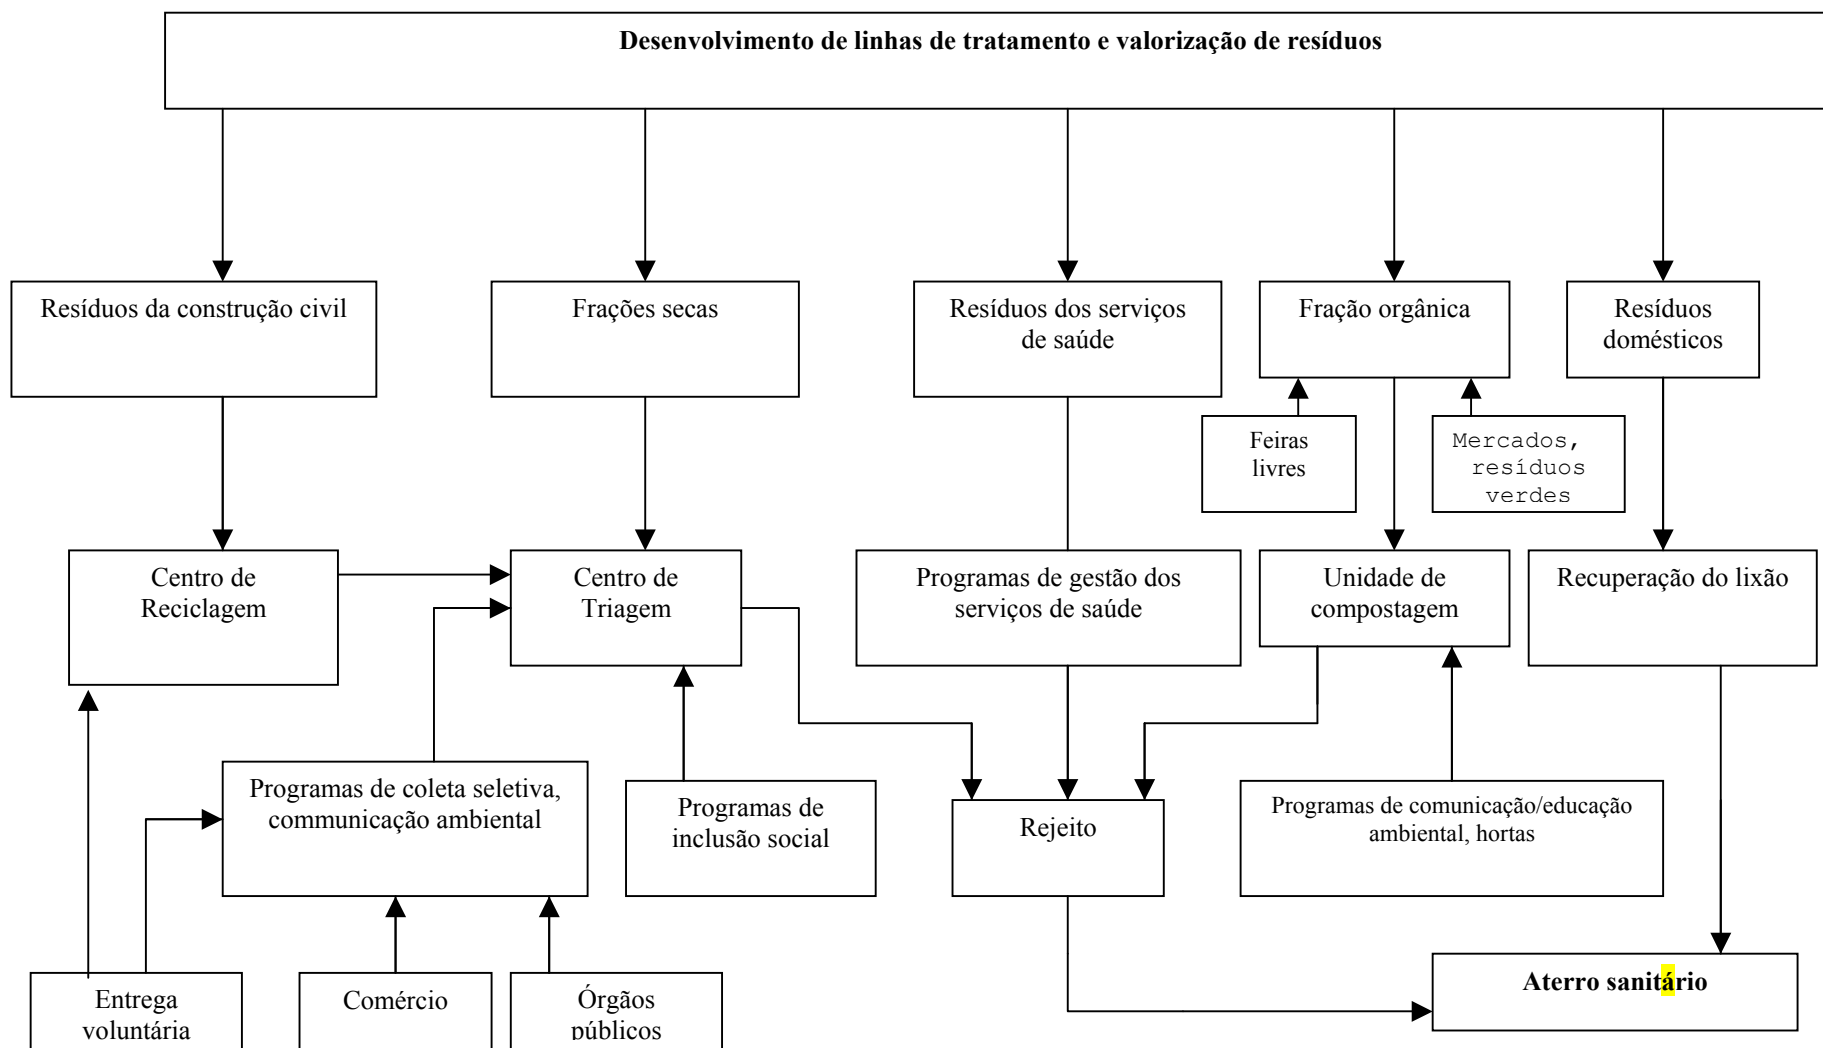 Desenvolvimento de linhas de tratamento e valorização de resíduos
Resíduos da construção civil
Frações secas
Resíduos dos serviços
de saúde
Fração orgânica
Resíduos
domésticos
Feiras
livres
Mercados,
resíduos
verdes
Centro de
Reciclagem
Centro de
Triagem
Programas de gestão dos
serviços de saúde
Unidade de
compostagem
Recuperação do lixão
Programas de coleta seletiva,
communicação ambiental
Programas de
inclusão social
Rejeito
Programas de comunicação/educação
ambiental, hortas
Entrega
voluntária
Comércio
Órgãos
públicos
Aterro sanitário